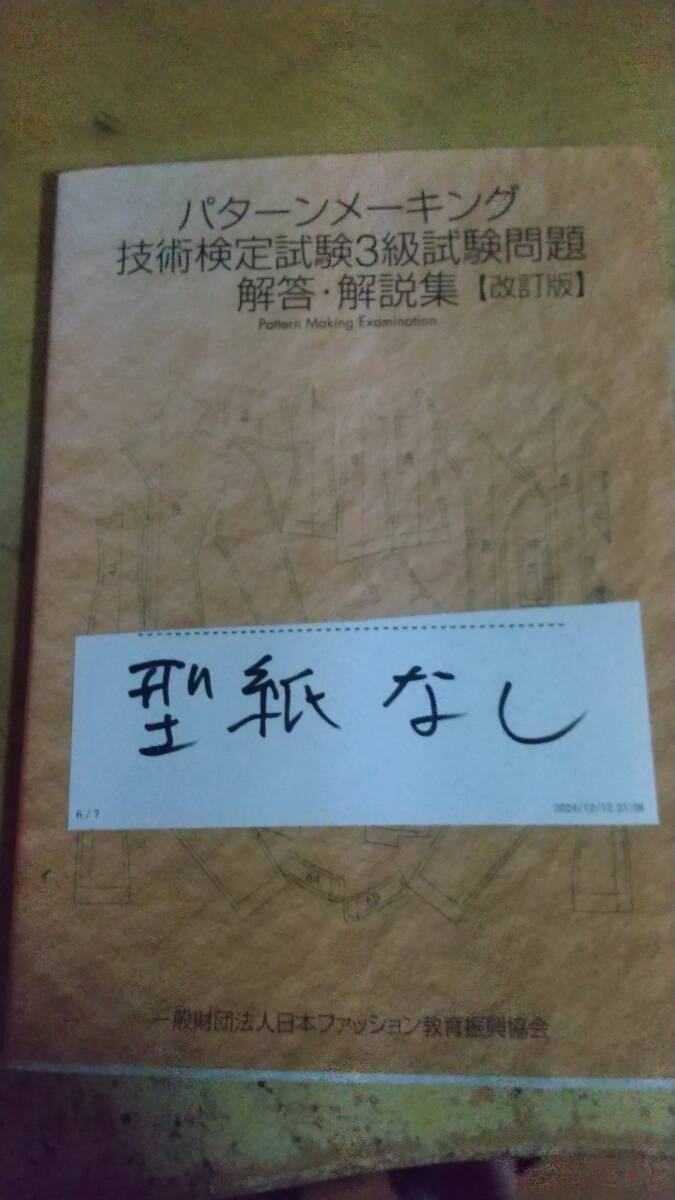 パターンメーキング
技術検定試験3級試験問題
解答・解説集【改訂版】
Pattern Making Examination
型紙なし
6/7
2024/12/12 21:38
一般財団法人日本ファッション教育振興協会